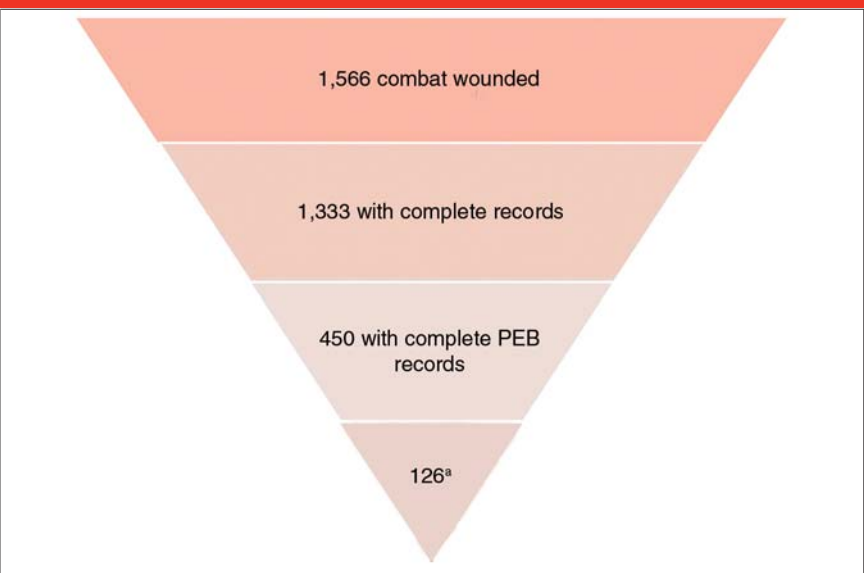 1,566 combat wounded
1,333 with complete records
450 with complete PEB
records
126ᵃ